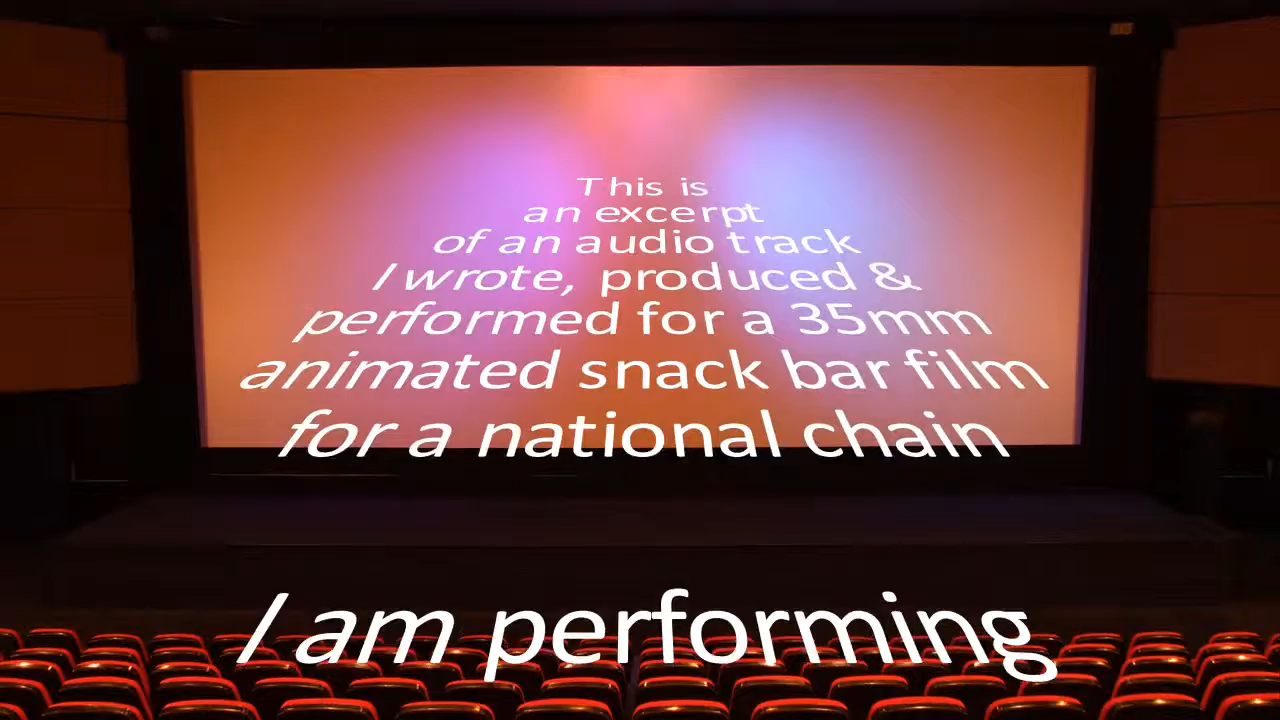 This is
an excerpt
of an audio track
I wrote, produced &
performed for a 35mm
animated snack bar film
for a national chain
I am performing